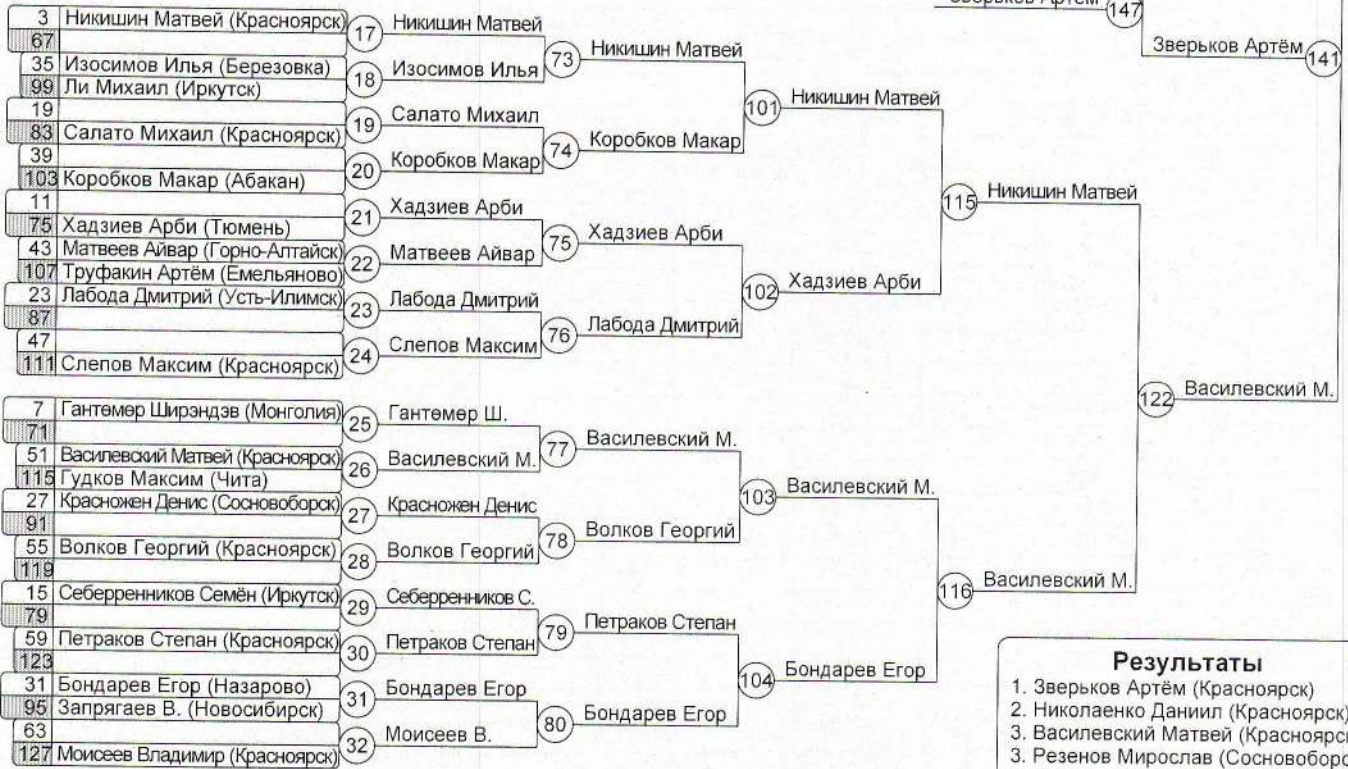 Зверьков Артём 147
Зверьков Артём 141
3 Никишин Матвей (Красноярск)
67
17 Никишин Матвей
35 Изосимов Илья (Березовка)
99 Ли Михаил (Иркутск)
18 Изосимов Илья
73 Никишин Матвей
19
83 Салато Михаил (Красноярск)
19 Салато Михаил
39
103 Коробков Макар (Абакан)
20 Коробков Макар
74 Коробков Макар
101 Никишин Матвей
11
75 Хадзиев Арби (Тюмень)
21 Хадзиев Арби
43 Матвеев Айвар (Горно-Алтайск)
107 Труфакин Артём (Емельяново)
22 Матвеев Айвар
75 Хадзиев Арби
23 Лабода Дмитрий (Усть-Илимск)
87
23 Лабода Дмитрий
47
111 Слепов Максим (Красноярск)
24 Слепов Максим
76 Лабода Дмитрий
102 Хадзиев Арби
115 Никишин Матвей
7 Гантөмөр Ширэндэв (Монголия)
71
25 Гантөмөр Ш.
51 Василевский Матвей (Красноярск)
115 Гудков Максим (Чита)
26 Василевский М.
77 Василевский М.
27 Красножен Денис (Сосновоборск)
91
27 Красножен Денис
55 Волков Георгий (Красноярск)
119
28 Волков Георгий
78 Волков Георгий
103 Василевский М.
15 Себерренников Семён (Иркутск)
79
29 Себерренников С.
59 Петраков Степан (Красноярск)
123
30 Петраков Степан
79 Петраков Степан
31 Бондарев Егор (Назарово)
95 Запрягаев В. (Новосибирск)
31 Бондарев Егор
63
127 Моисеев Владимир (Красноярск)
32 Моисеев В.
80 Бондарев Егор
104 Бондарев Егор
116 Василевский М.
122 Василевский М.
Результаты
1. Зверьков Артём (Красноярск)
2. Николаенко Даниил (Красноярск)
3. Василевский Матвей (Красноярск
3. Резенов Мирослав (Сосновоборс